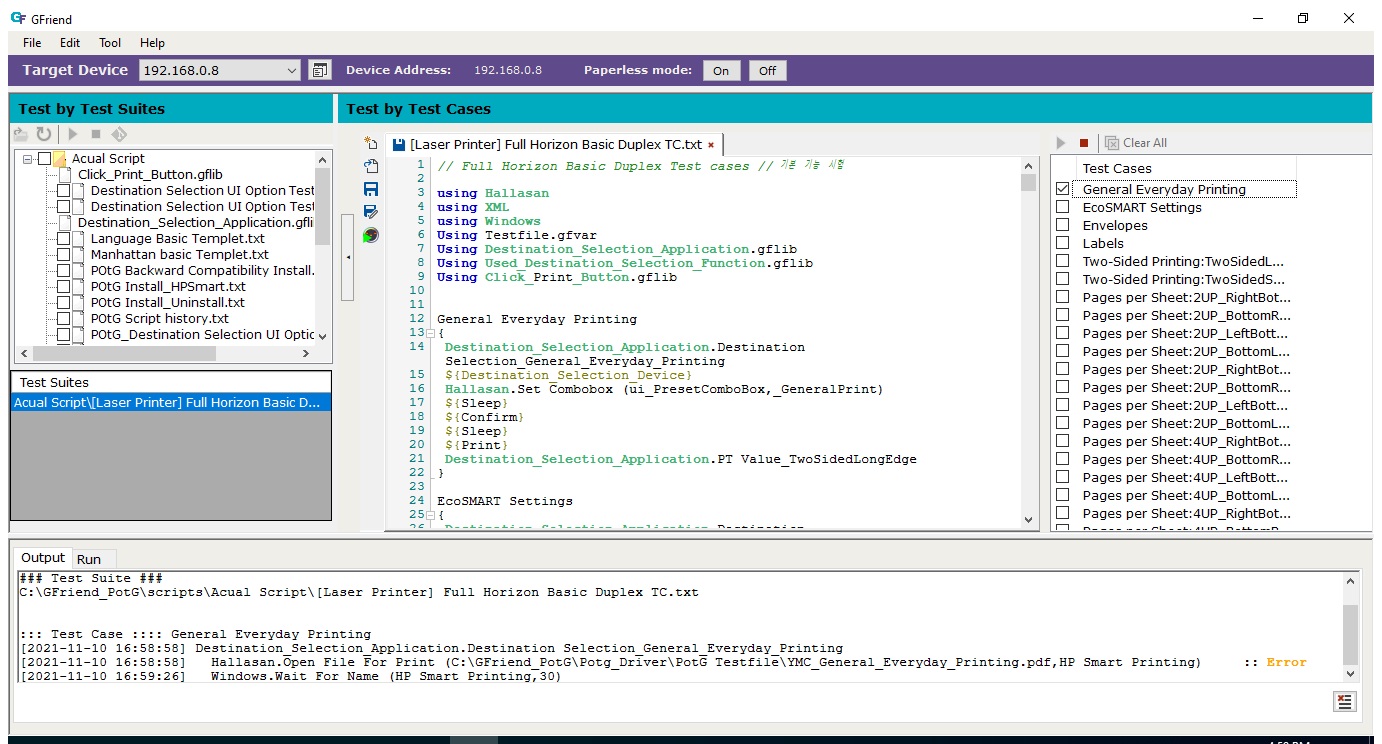 GFriend
File Edit Tool Help
Target Device 192.168.0.8 Device Address: 192.168.0.8 Paperless mode: On Off
Test by Test Suites
Acual Script
Click_Print_Button.gflib
Destination Selection UI Option Test
Destination Selection UI Option Test
Destination_Selection_Application.gfli
Language Basic Templet.txt
Manhattan basic Templet.txt
POtG Backward Compatibility Install.
POtG Install_HPSmart.txt
POtG Install_Uninstall.txt
POtG Script history.txt
POtG_Destination Selection UI Optic
Test Suites
Acual Script\[Laser Printer] Full Horizon Basic D...
Test by Test Cases
[Laser Printer] Full Horizon Basic Duplex TC.txt
1 // Full Horizon Basic Duplex Test cases // 기본 기능 시험
2
3 using Hallasan
4 using XML
5 using Windows
6 Using Testfile.gfvar
7 Using Destination_Selection_Application.gflib
8 Using Used_Destination_Selection_Function.gflib
9 Using Click_Print_Button.gflib
10
11
12 General Everyday Printing
13 {
14 Destination_Selection_Application.Destination
Selection_General_Everyday_Printing
15 ${Destination_Selection_Device}
16 Hallasan.Set Combobox (ui_PresetComboBox,_GeneralPrint)
17 ${Sleep}
18 ${Confirm}
19 ${Sleep}
20 ${Print}
21 Destination_Selection_Application.PT Value_TwoSidedLongEdge
22 }
23
24 EcoSMART Settings
25 {
26 Destination_Selection_Application.Destination
Clear All
Test Cases
General Everyday Printing
EcoSMART Settings
Envelopes
Labels
Two-Sided Printing:TwoSidedL...
Two-Sided Printing:TwoSidedS...
Pages per Sheet:2UP_RightBot...
Pages per Sheet:2UP_BottomR...
Pages per Sheet:2UP_LeftBott...
Pages per Sheet:2UP_BottomL...
Pages per Sheet:2UP_RightBot...
Pages per Sheet:2UP_BottomR...
Pages per Sheet:2UP_LeftBott...
Pages per Sheet:2UP_BottomL...
Pages per Sheet:4UP_RightBot...
Pages per Sheet:4UP_BottomR...
Pages per Sheet:4UP_LeftBott...
Pages per Sheet:4UP_BottomL...
Pages per Sheet:4UP_RightBot...
Pages per Sheet:4UP_BottomR...
Output Run
### Test Suite ###
C:\GFriend_PotG\scripts\Acual Script\[Laser Printer] Full Horizon Basic Duplex TC.txt
::: Test Case :::: General Everyday Printing
[2021-11-10 16:58:58] Destination_Selection_Application.Destination Selection_General_Everyday_Printing
[2021-11-10 16:58:58] Hallasan.Open File For Print (C:\GFriend_PotG\Potg_Driver\PotG Testfile\YMC_General_Everyday_Printing.pdf,HP Smart Printing) :: Error
[2021-11-10 16:59:26] Windows.Wait For Name (HP Smart Printing,30)